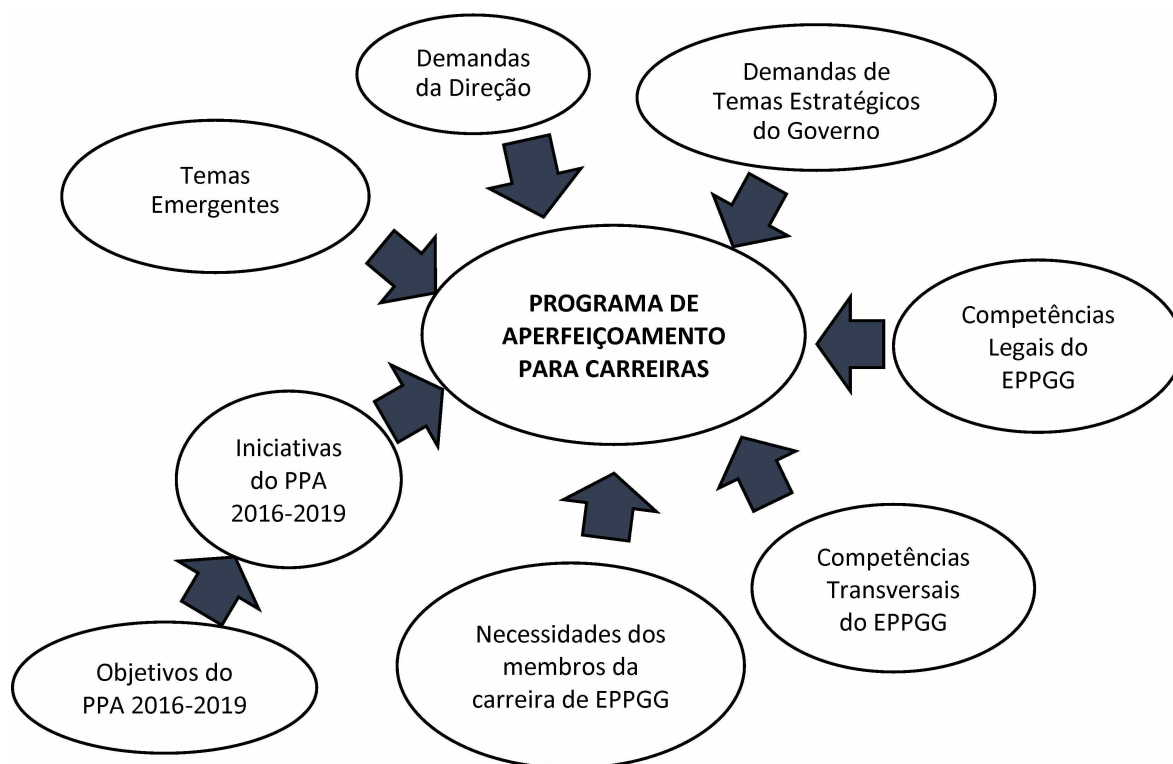 Demandas
da Direção
Demandas de
Temas Estratégicos
do Governo
Temas
Emergentes
PROGRAMA DE
APERFEIÇOAMENTO
PARA CARREIRAS
Competências
Legais do
EPPGG
Iniciativas
do PPA
2016-2019
Competências
Transversais
do EPPGG
Necessidades dos
membros da
carreira de EPPGG
Objetivos do
PPA 2016-2019